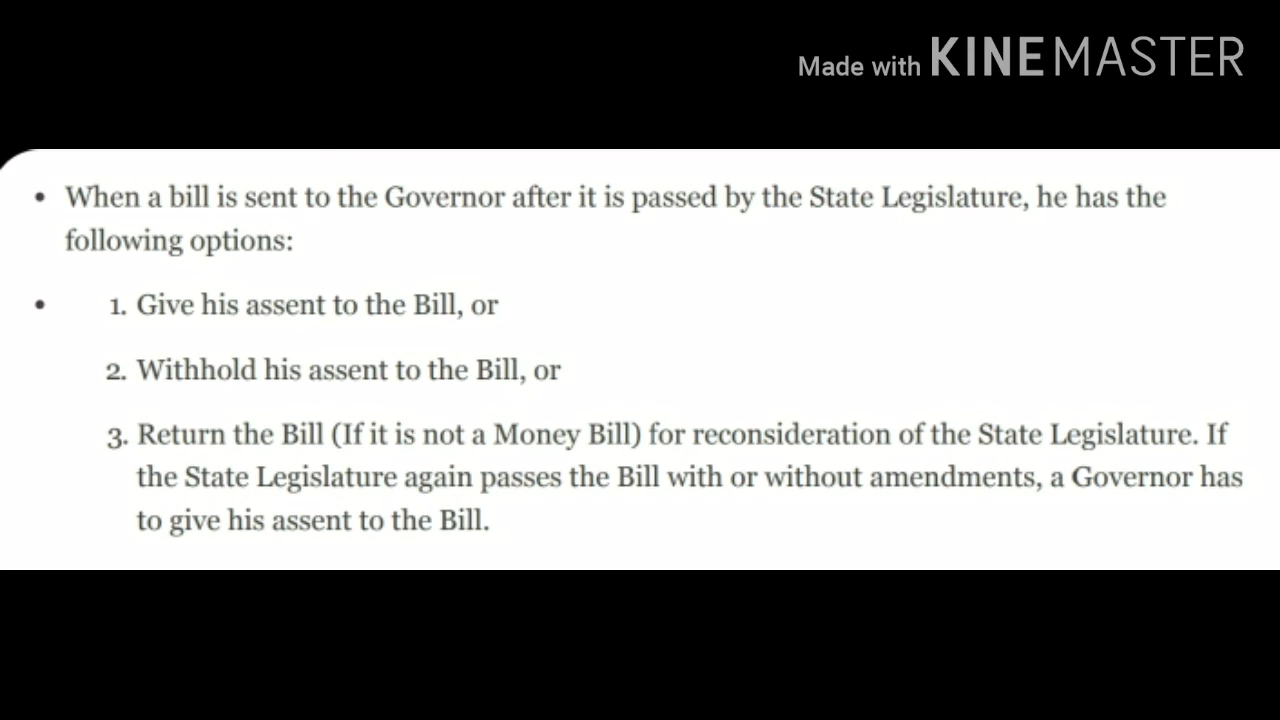 Made with KINEMASTER
• When a bill is sent to the Governor after it is passed by the State Legislature, he has the
following options:
• 1. Give his assent to the Bill, or
2. Withhold his assent to the Bill, or
3. Return the Bill (If it is not a Money Bill) for reconsideration of the State Legislature. If
the State Legislature again passes the Bill with or without amendments, a Governor has
to give his assent to the Bill.